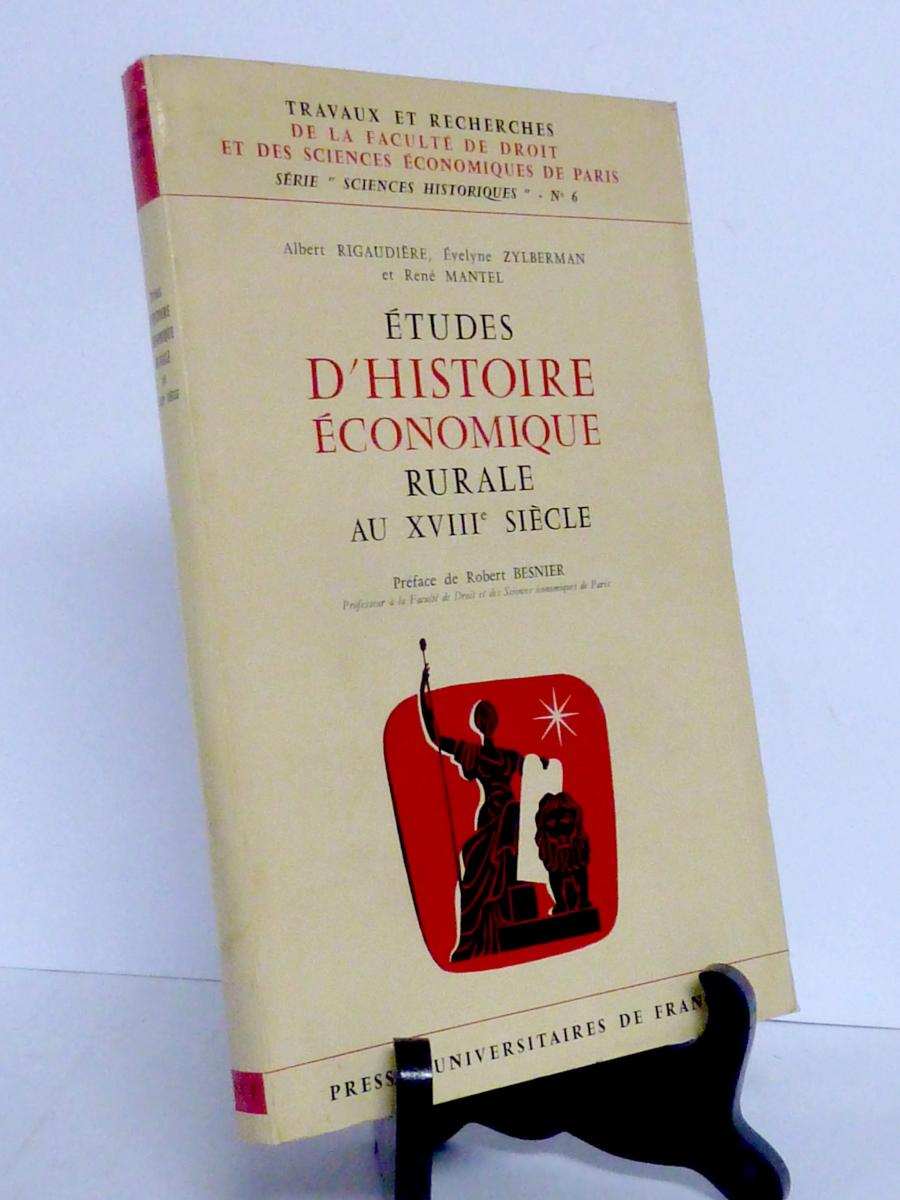 TRAVAUX ET RECHERCHES
DE LA FACULTÉ DE DROIT
ET DES SCIENCES ÉCONOMIQUES DE PARIS
SÉRIE " SCIENCES HISTORIQUES " - N° 6
Albert RIGAUDIÈRE, Évelyne ZYLBERMAN
et René MANTEL
ÉTUDES
D'HISTOIRE
ÉCONOMIQUE
RURALE
AU XVIIIe SIÈCLE
Préface de Robert BESNIER
Professeur à la Faculté de Droit et des Sciences économiques de Paris
PRESS UNIVERSITAIRES DE FRAN
RURALE
SIÈCLE